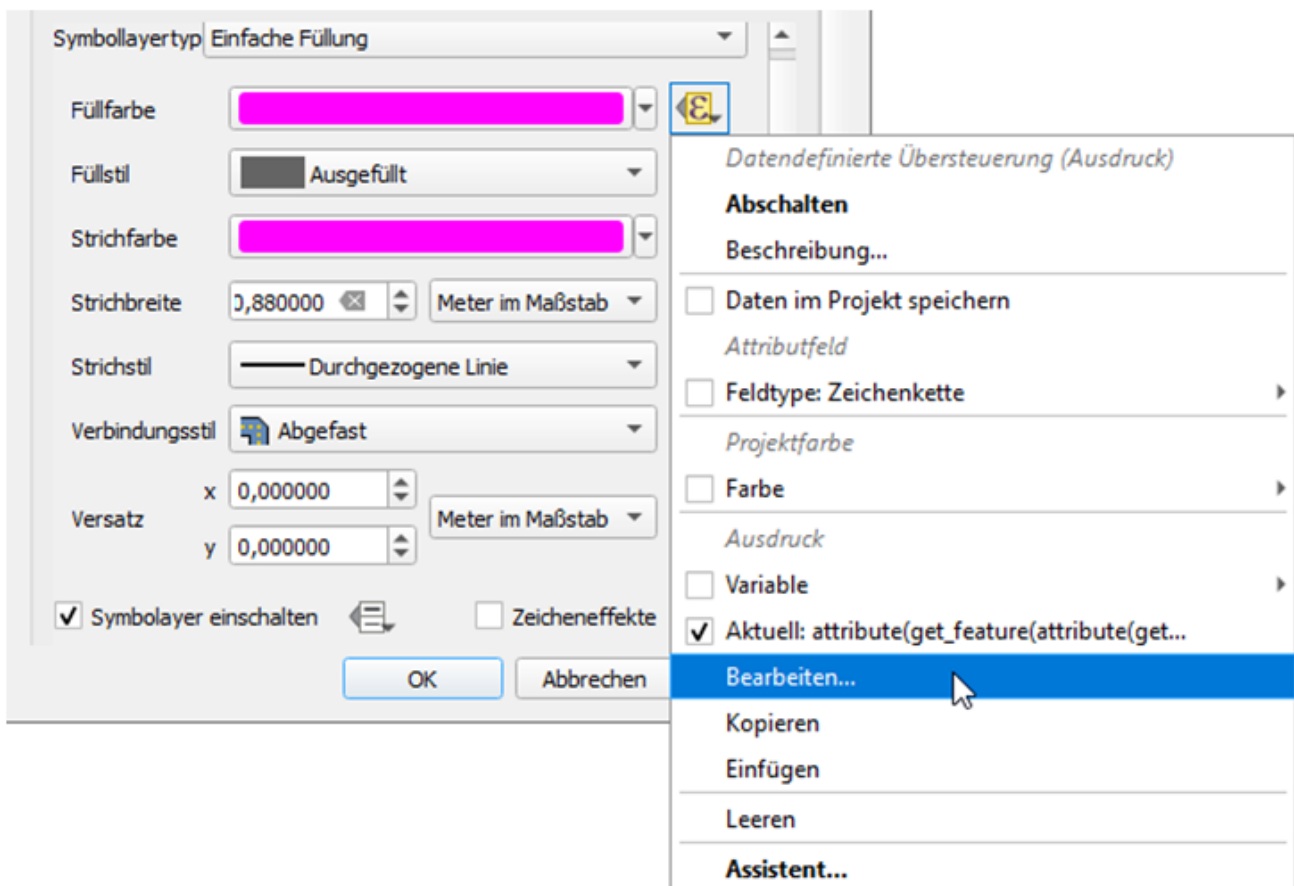 Symbollayertyp Einfache Füllung
Füllfarbe
Füllstil Ausgefüllt
Strichfarbe
Strichbreite 0,880000 Meter im Maßstab
Strichstil Durchgezogene Linie
Verbindungsstil Abgefast
x 0,000000
Versatz Meter im Maßstab
y 0,000000
Symbolayer einschalten Zeicheneffekte
OK Abbrechen
ε
Datendefinierte Übersteuerung (Ausdruck)
Abschalten
Beschreibung...
Daten im Projekt speichern
Attributfeld
Feldtype: Zeichenkette
Projektfarbe
Farbe
Ausdruck
Variable
Aktuell: attribute(get_feature(attribute(get...
Bearbeiten...
Kopieren
Einfügen
Leeren
Assistent...